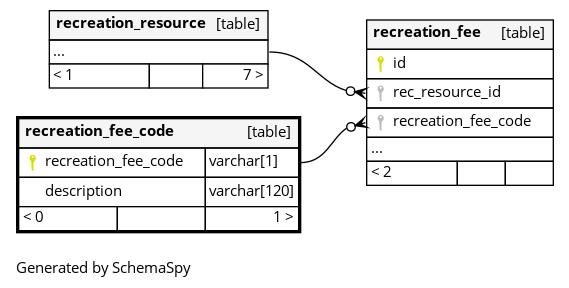 recreation_resource [table]
...
< 1 7 >
recreation_fee_code [table]
recreation_fee_code varchar[1]
description varchar[120]
< 0 1 >
recreation_fee [table]
id
rec_resource_id
recreation_fee_code
...
< 2
Generated by SchemaSpy